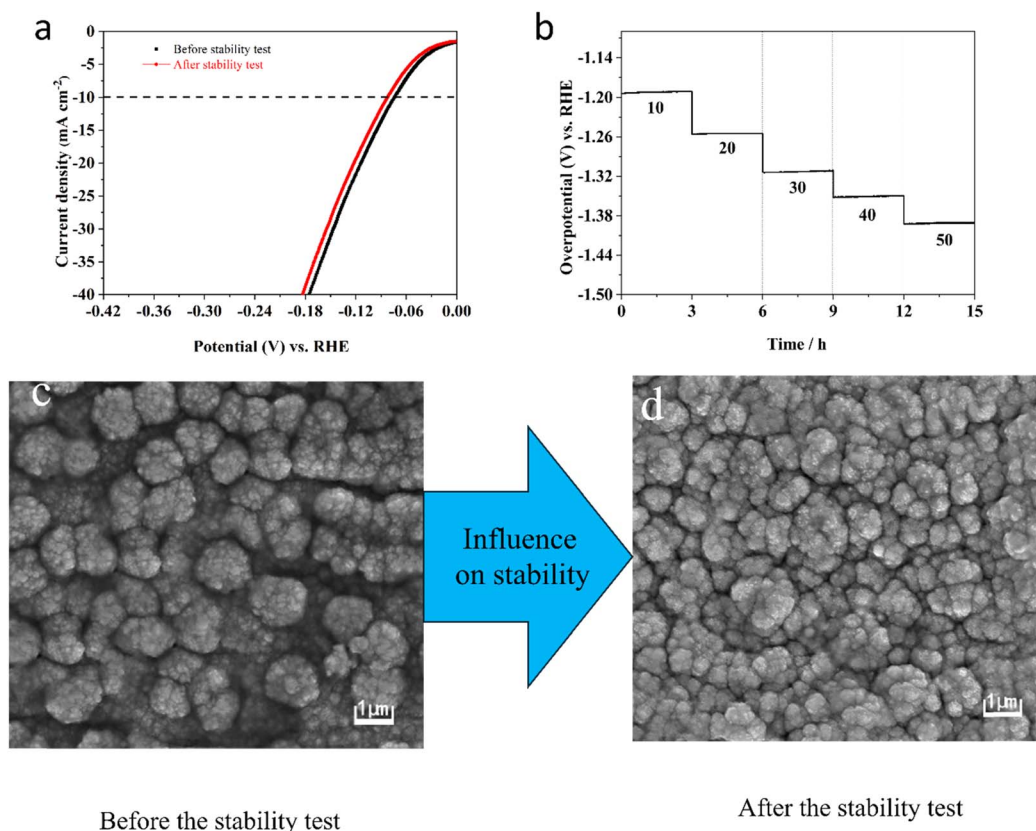 a
0
-5
-10
-15
-20
-25
-30
-35
-40
Current density (mA cm⁻²)
Before stability test
After stability test
-0.42 -0.36 -0.30 -0.24 -0.18 -0.12 -0.06 0.00
Potential (V) vs. RHE
b
-1.14
-1.20
-1.26
-1.32
-1.38
-1.44
-1.50
Overpotential (V) vs. RHE
10
20
30
40
50
0 3 6 9 12 15
Time / h
c
1µm
Influence
on stability
d
1µm
Before the stability test
After the stability test